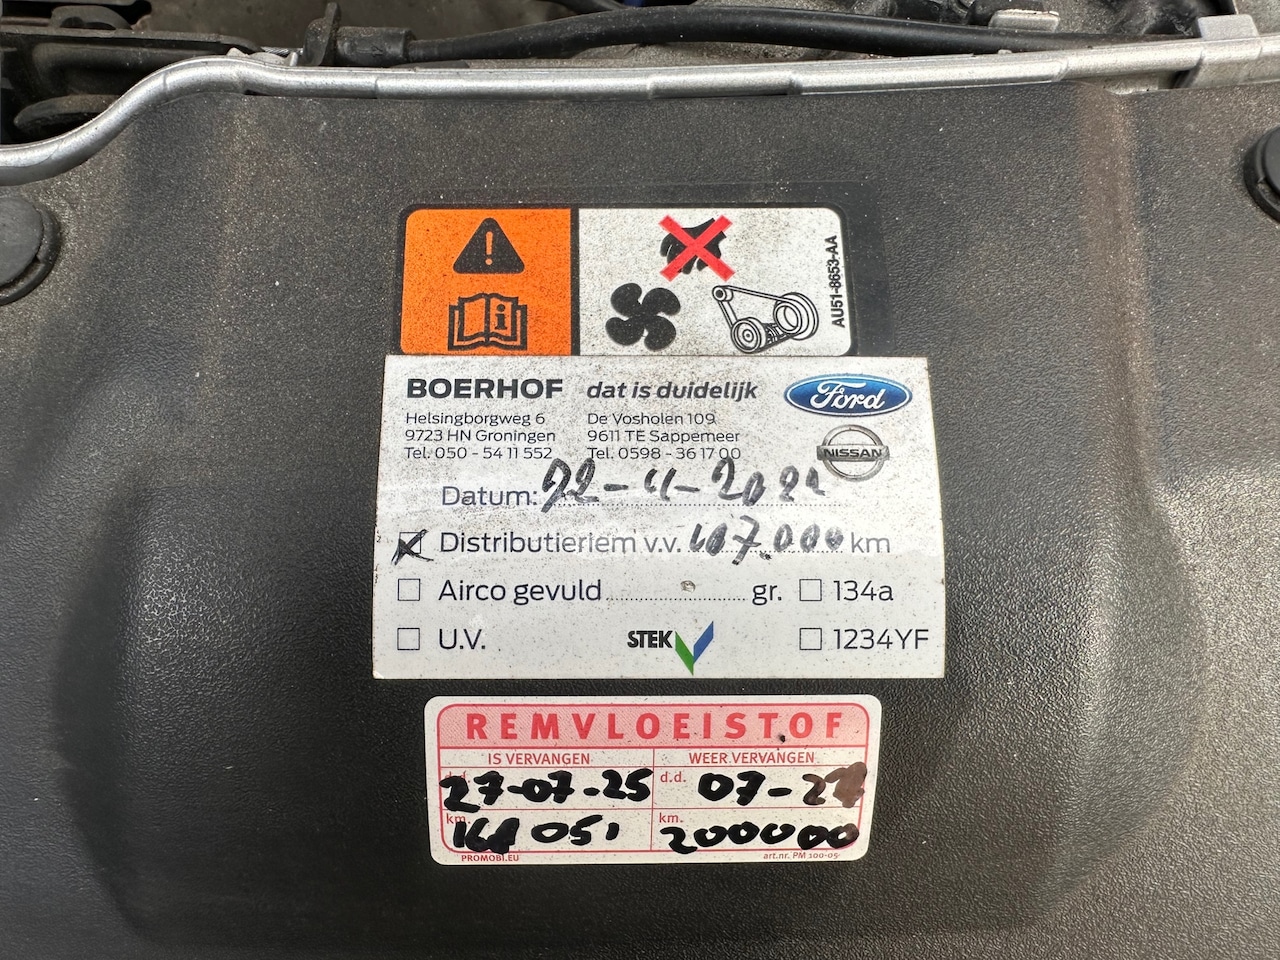 AU51-8653-AA
BOERHOF dat is duidelijk Ford
Helsingborgweg 6 De Vosholen 109
9723 HN Groningen 9611 TE Sappemeer
Tel. 050 - 54 11 552 Tel. 0598 - 36 17 00
NISSAN
Datum:
Distributieriem v.v. 107.000 km
Airco gevuld gr. 134a
U.V. STEK 1234YF
REMVLOEISTOF
IS VERVANGEN WEER VERVANGEN
d.d. 27-07-25 d.d. 07-27
km. 051 km. 200000
PROMOBI.EU art.nr. PM 100-05